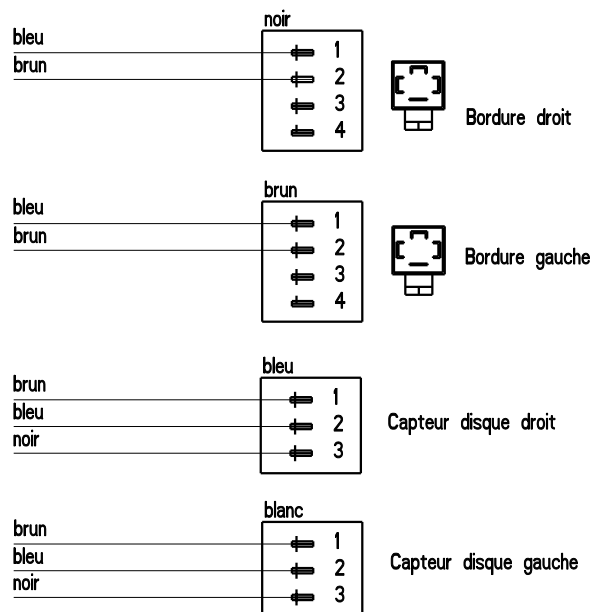 noir
bleu 1
brun 2
3
4
Bordure droit
brun
bleu 1
brun 2
3
4
Bordure gauche
bleu
brun 1
bleu 2
noir 3
Capteur disque droit
blanc
brun 1
bleu 2
noir 3
Capteur disque gauche